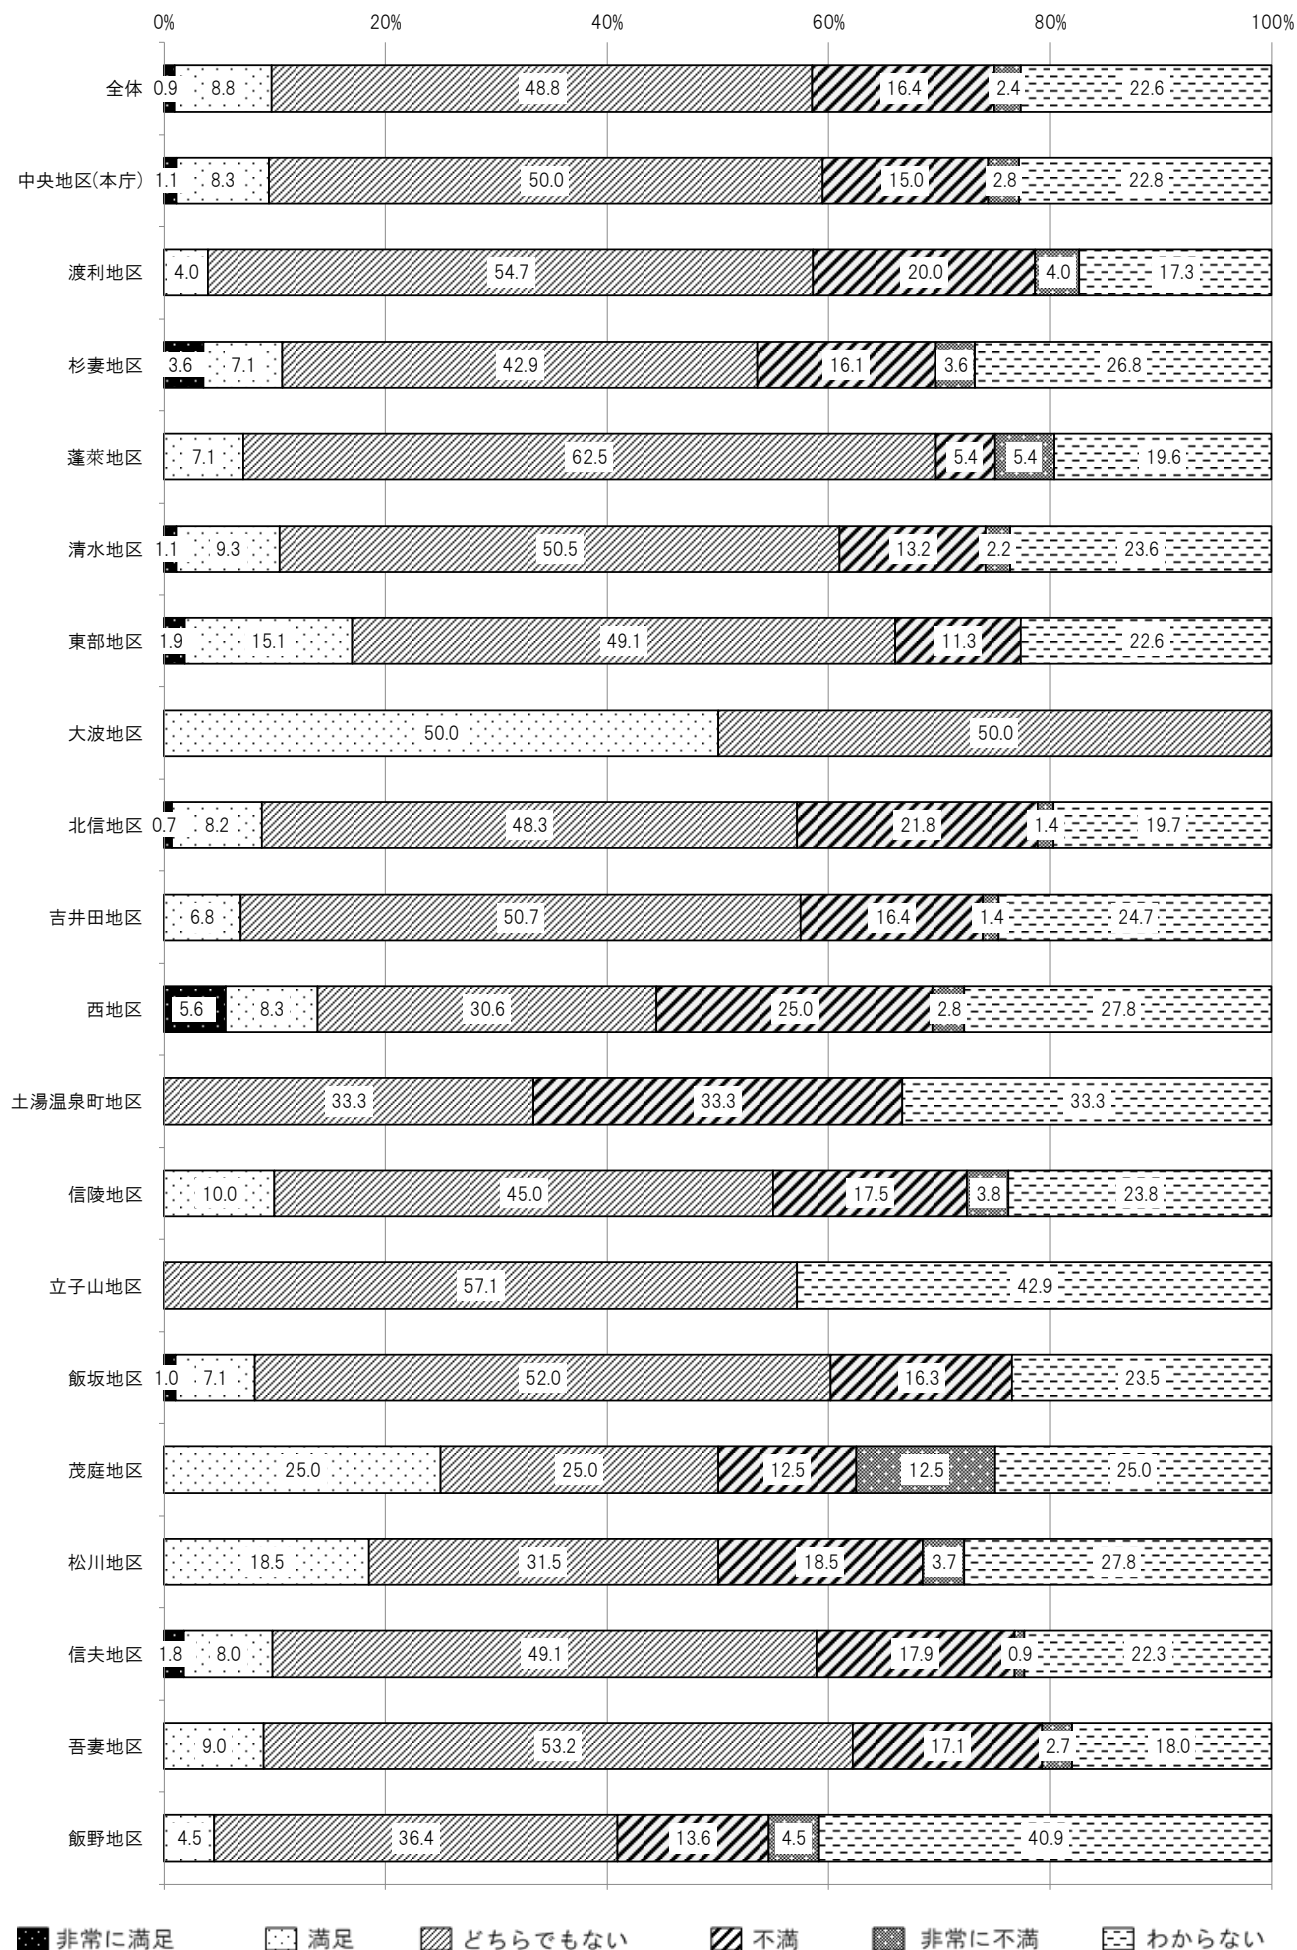 0% 20% 40% 60% 80% 100%
全体 0.9 8.8 48.8 16.4 2.4 22.6
中央地区(本庁) 1.1 8.3 50.0 15.0 2.8 22.8
渡利地区 4.0 54.7 20.0 4.0 17.3
杉妻地区 3.6 7.1 42.9 16.1 3.6 26.8
蓬萊地区 7.1 62.5 5.4 5.4 19.6
清水地区 1.1 9.3 50.5 13.2 2.2 23.6
東部地区 1.9 15.1 49.1 11.3 22.6
大波地区 50.0 50.0
北信地区 0.7 8.2 48.3 21.8 1.4 19.7
吉井田地区 6.8 50.7 16.4 1.4 24.7
西地区 5.6 8.3 30.6 25.0 2.8 27.8
土湯温泉町地区 33.3 33.3 33.3
信陵地区 10.0 45.0 17.5 3.8 23.8
立子山地区 57.1 42.9
飯坂地区 1.0 7.1 52.0 16.3 23.5
茂庭地区 25.0 25.0 12.5 12.5 25.0
松川地区 18.5 31.5 18.5 3.7 27.8
信夫地区 1.8 8.0 49.1 17.9 0.9 22.3
吾妻地区 9.0 53.2 17.1 2.7 18.0
飯野地区 4.5 36.4 13.6 4.5 40.9
非常に満足 満足 どちらでもない 不満 非常に不満 わからない